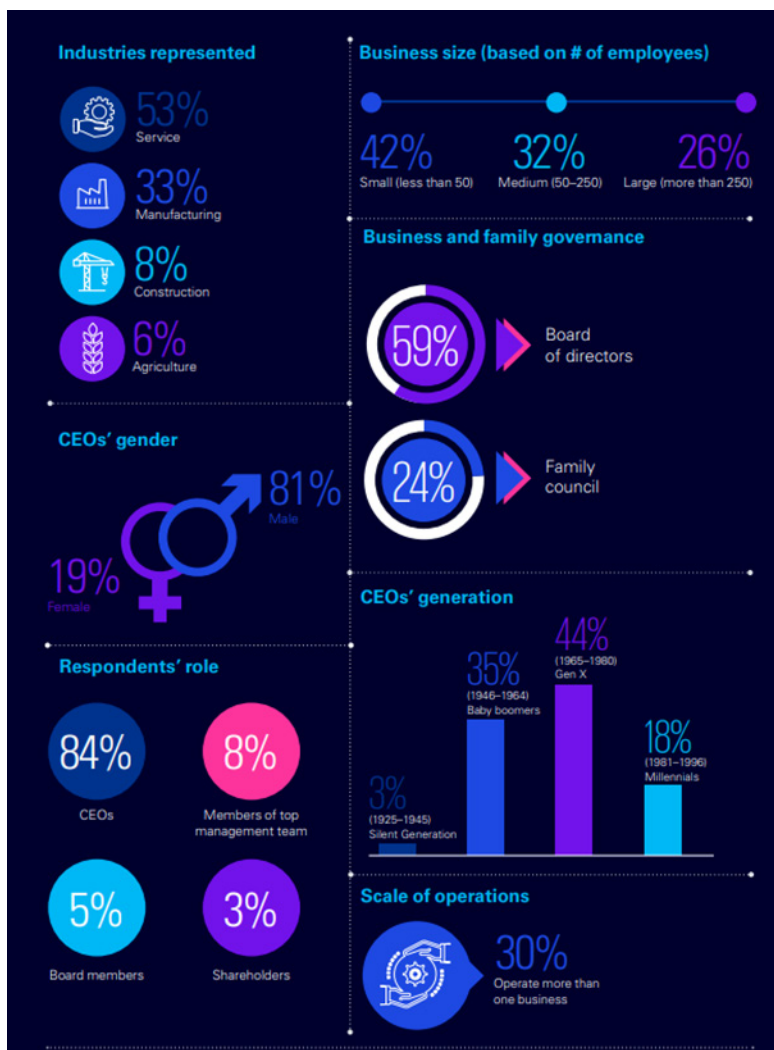 Industries represented
53%
Service
33%
Manufacturing
8%
Construction
6%
Agriculture
CEOs' gender
81%
Male
19%
Female
Respondents' role
84%
CEOs
8%
Members of top
management team
5%
Board members
3%
Shareholders
Business size (based on # of employees)
42%
Small (less than 50)
32%
Medium (50–250)
26%
Large (more than 250)
Business and family governance
59%
Board
of directors
24%
Family
council
CEOs' generation
3%
(1925–1945)
Silent Generation
35%
(1946–1964)
Baby boomers
44%
(1965–1980)
Gen X
18%
(1981–1996)
Millennials
Scale of operations
30%
Operate more than
one business